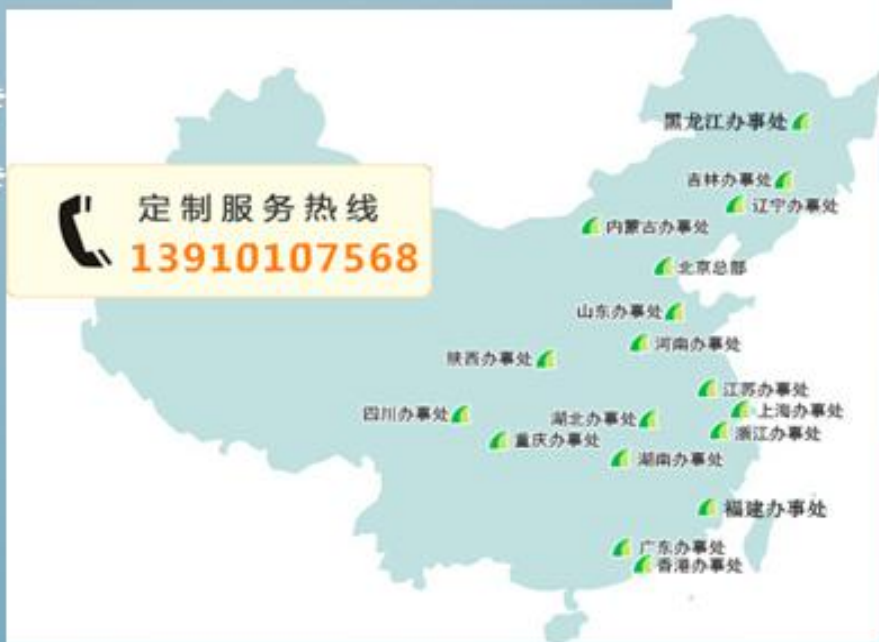 黑龙江办事处
吉林办事处
辽宁办事处
定制服务热线
13910107568
内蒙古办事处
北京总部
山东办事处
河南办事处
陕西办事处
江苏办事处
四川办事处
湖北办事处
上海办事处
重庆办事处
浙江办事处
湖南办事处
福建办事处
广东办事处
香港办事处